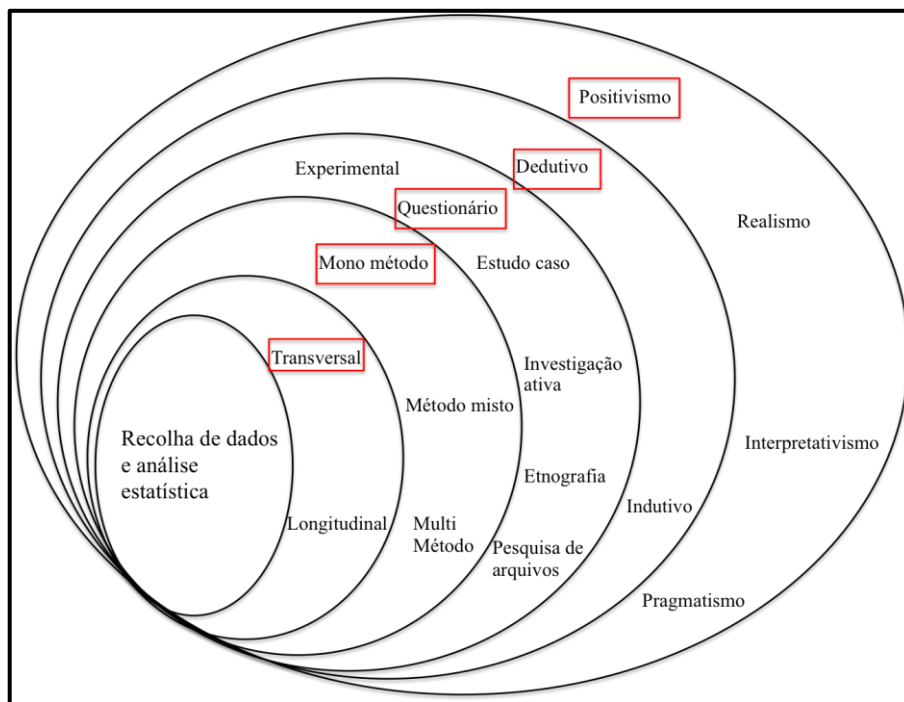 Positivismo
Experimental
Dedutivo
Questionário
Realismo
Mono método
Estudo caso
Transversal
Investigação
ativa
Método misto
Recolha de dados
e análise
estatística
Interpretativismo
Etnografia
Indutivo
Longitudinal
Multi
Método
Pesquisa de
arquivos
Pragmatismo